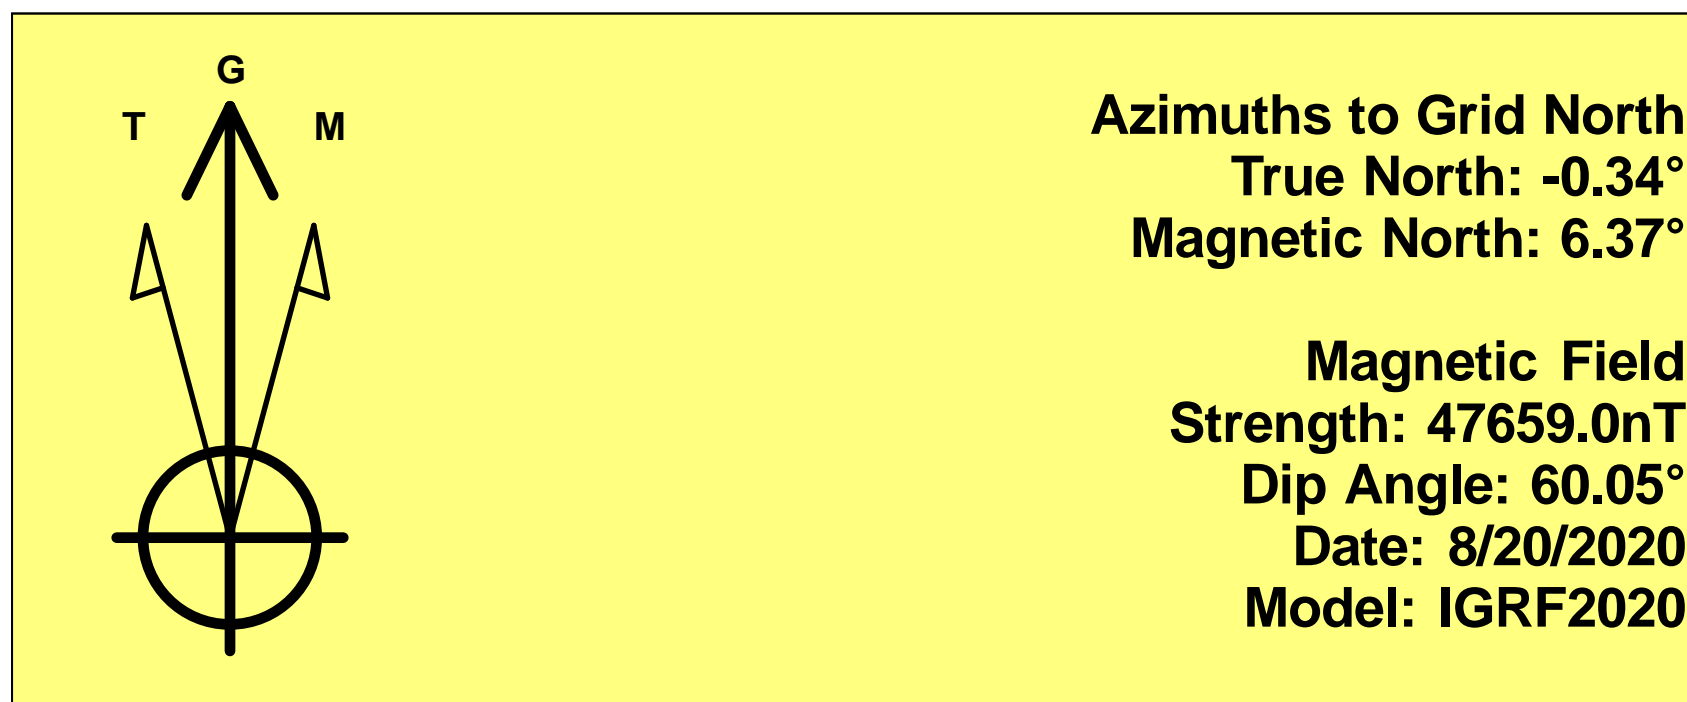 G
T M
Azimuths to Grid North
True North: -0.34°
Magnetic North: 6.37°
Magnetic Field
Strength: 47659.0nT
Dip Angle: 60.05°
Date: 8/20/2020
Model: IGRF2020